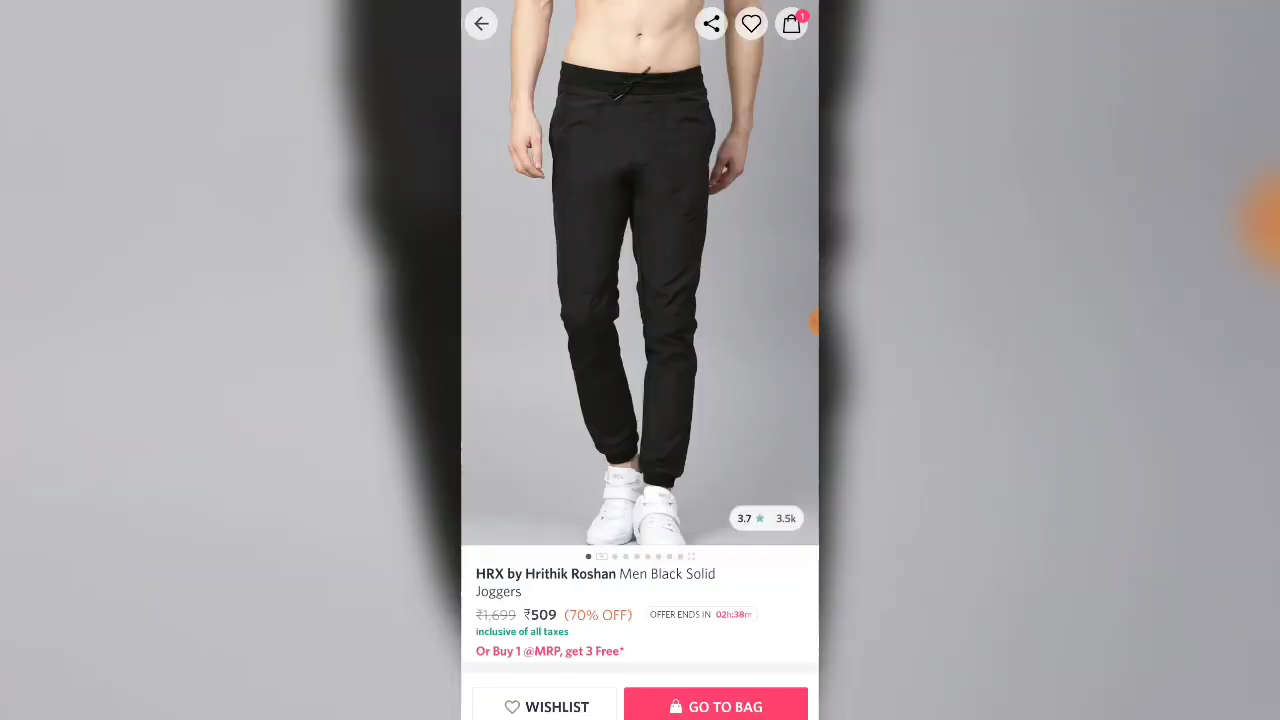 1
3.7 ★ 3.5k
HRX by Hrithik Roshan Men Black Solid
Joggers
₹1,699 ₹509 (70% OFF) OFFER ENDS IN 02h:38m
inclusive of all taxes
Or Buy 1 @MRP, get 3 Free*
WISHLIST GO TO BAG